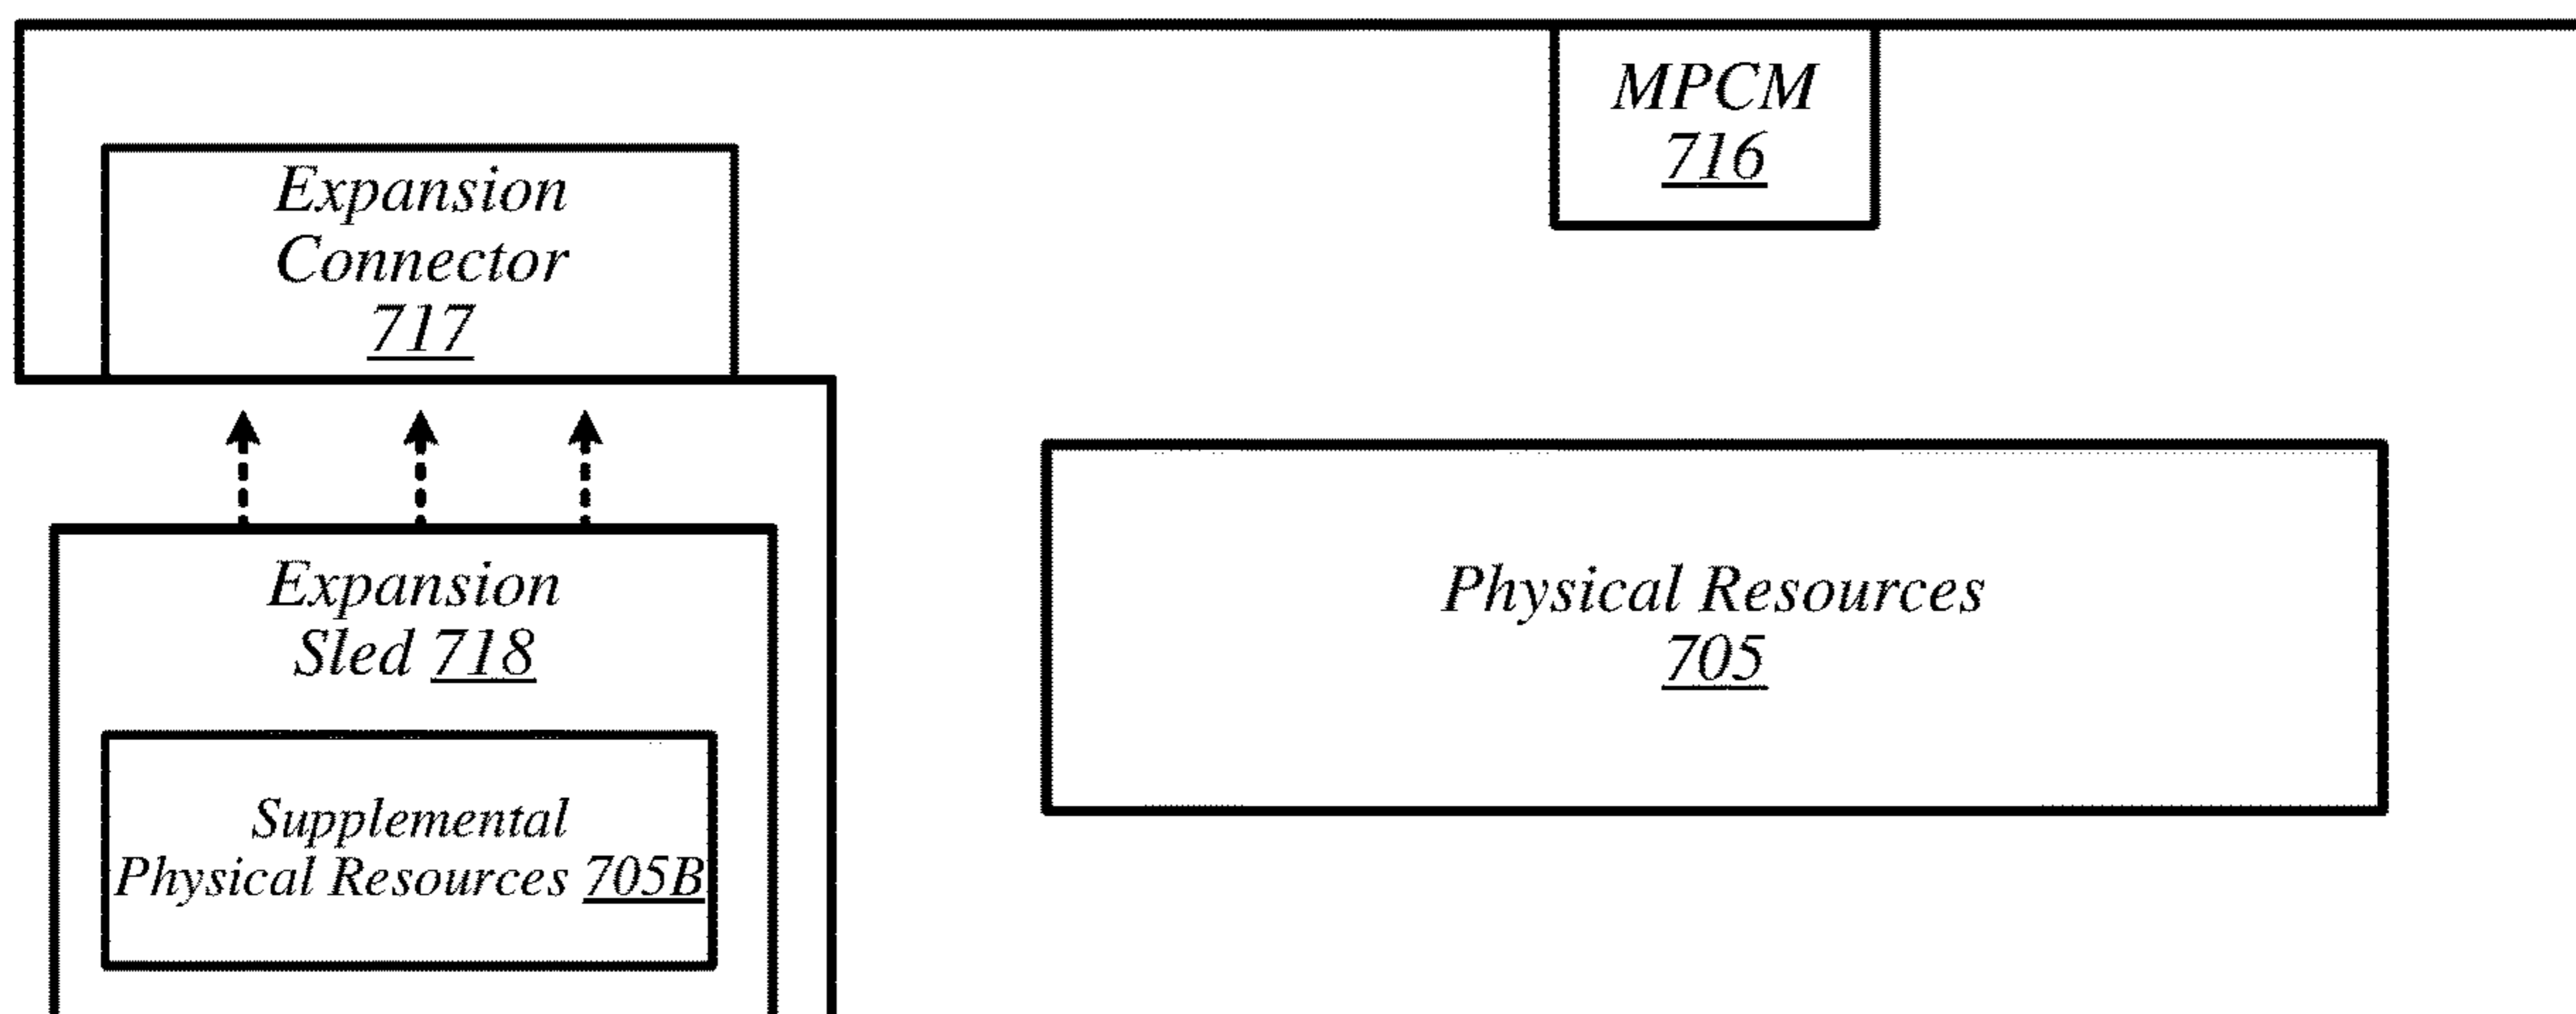 MPCM
716
Expansion
Connector
717
Expansion
Sled 718
Physical Resources
705
Supplemental
Physical Resources 705B